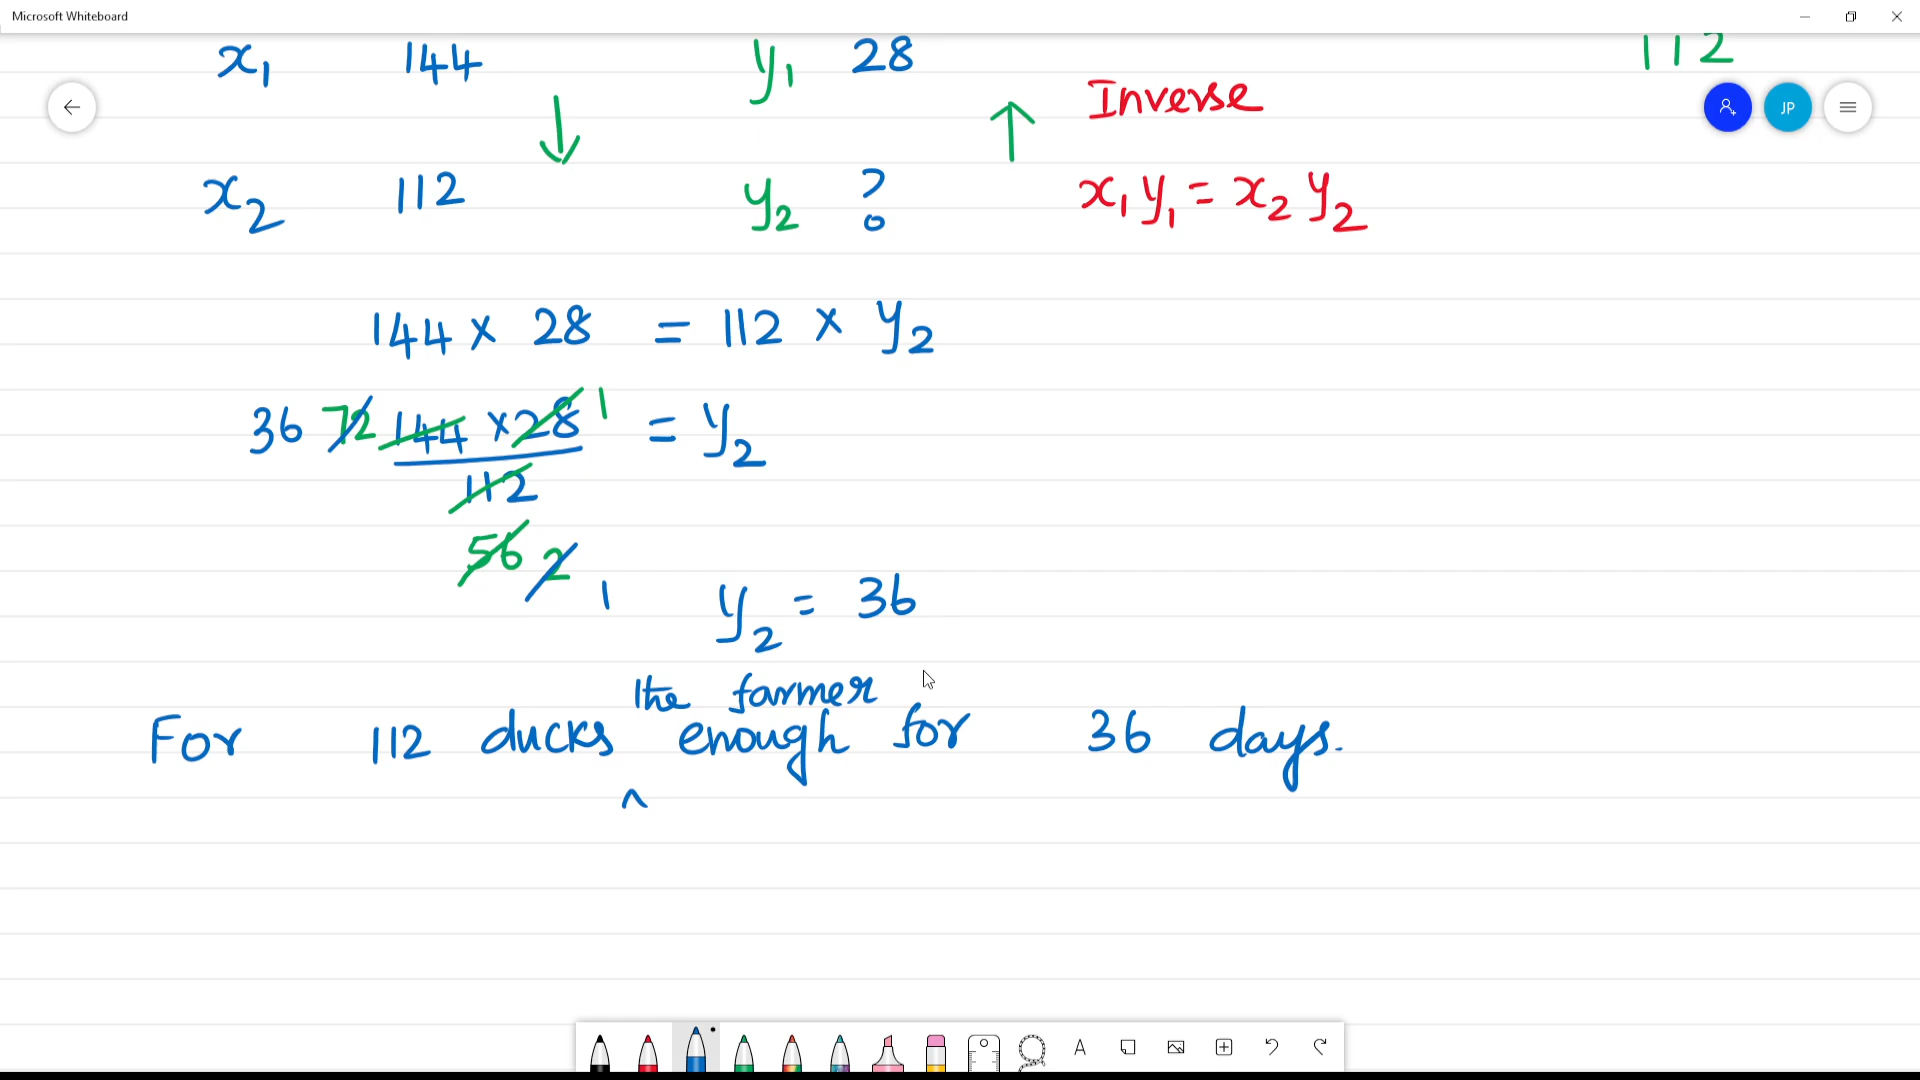 Microsoft Whiteboard
x₁ 144 y₁ 28 112
Inverse
JP
x₂ 112 y₂ ? x₁y₁ = x₂y₂
144 × 28 = 112 × y₂
36 72 144 × 28 1 = y₂
112
56 2 1
y₂ = 36
the farmer
For 112 ducks enough for 36 days.
^
A